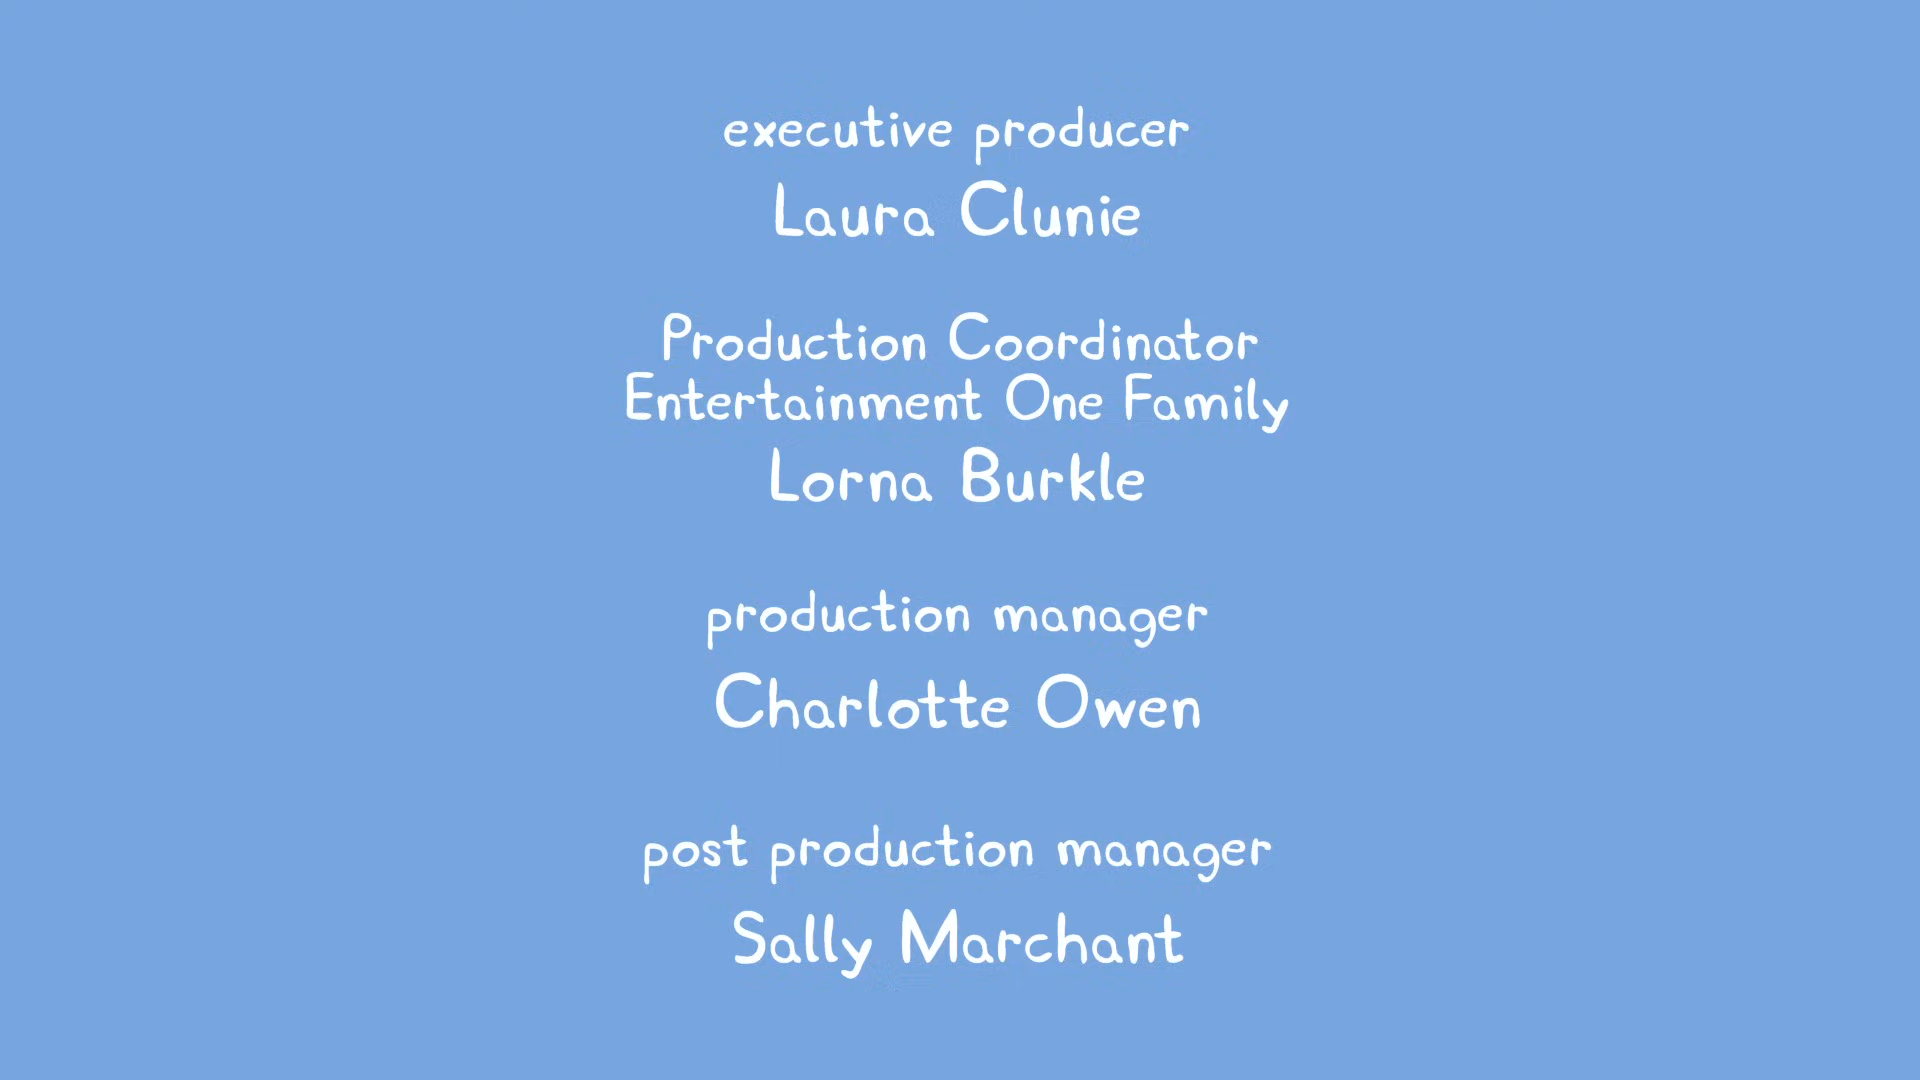 executive producer
Laura Clunie
Production Coordinator
Entertainment One Family
Lorna Burkle
production manager
Charlotte Owen
post production manager
Sally Marchant